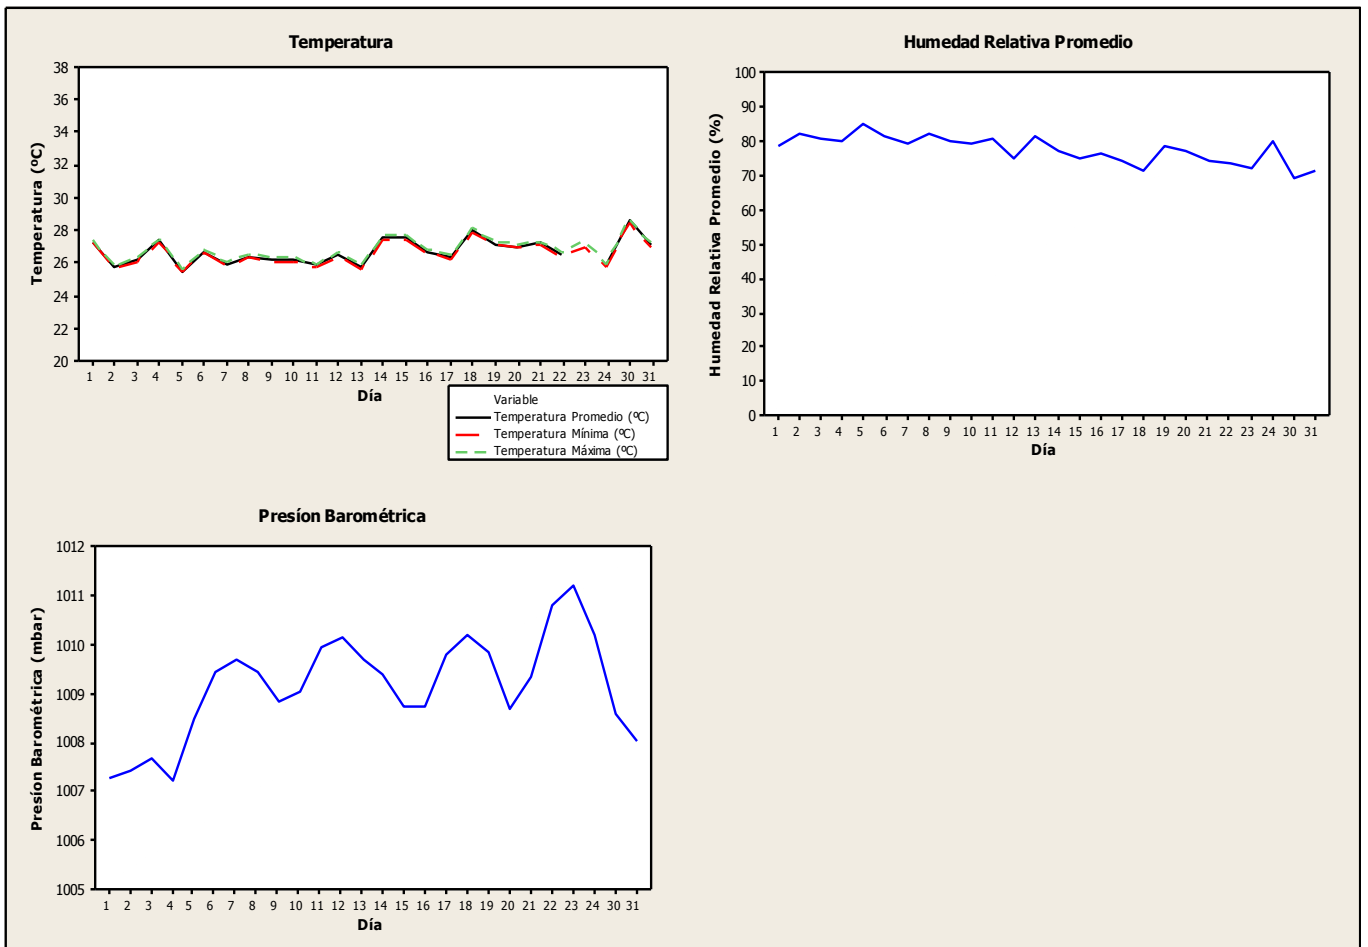 Temperatura
38
36
34
32
30
28
26
24
22
20
Temperatura (ºC)
1 2 3 4 5 6 7 8 9 10 11 12 13 14 15 16 17 18 19 20 21 22 23 24 30 31
Día
Variable
Temperatura Promedio (ºC)
Temperatura Mínima (ºC)
Temperatura Máxima (ºC)
Humedad Relativa Promedio
100
90
80
70
60
50
40
30
20
10
0
Humedad Relativa Promedio (%)
1 2 3 4 5 6 7 8 9 10 11 12 13 14 15 16 17 18 19 20 21 22 23 24 30 31
Día
Presíon Barométrica
1012
1011
1010
1009
1008
1007
1006
1005
Presíon Barométrica (mbar)
1 2 3 4 5 6 7 8 9 10 11 12 13 14 15 16 17 18 19 20 21 22 23 24 30 31
Día